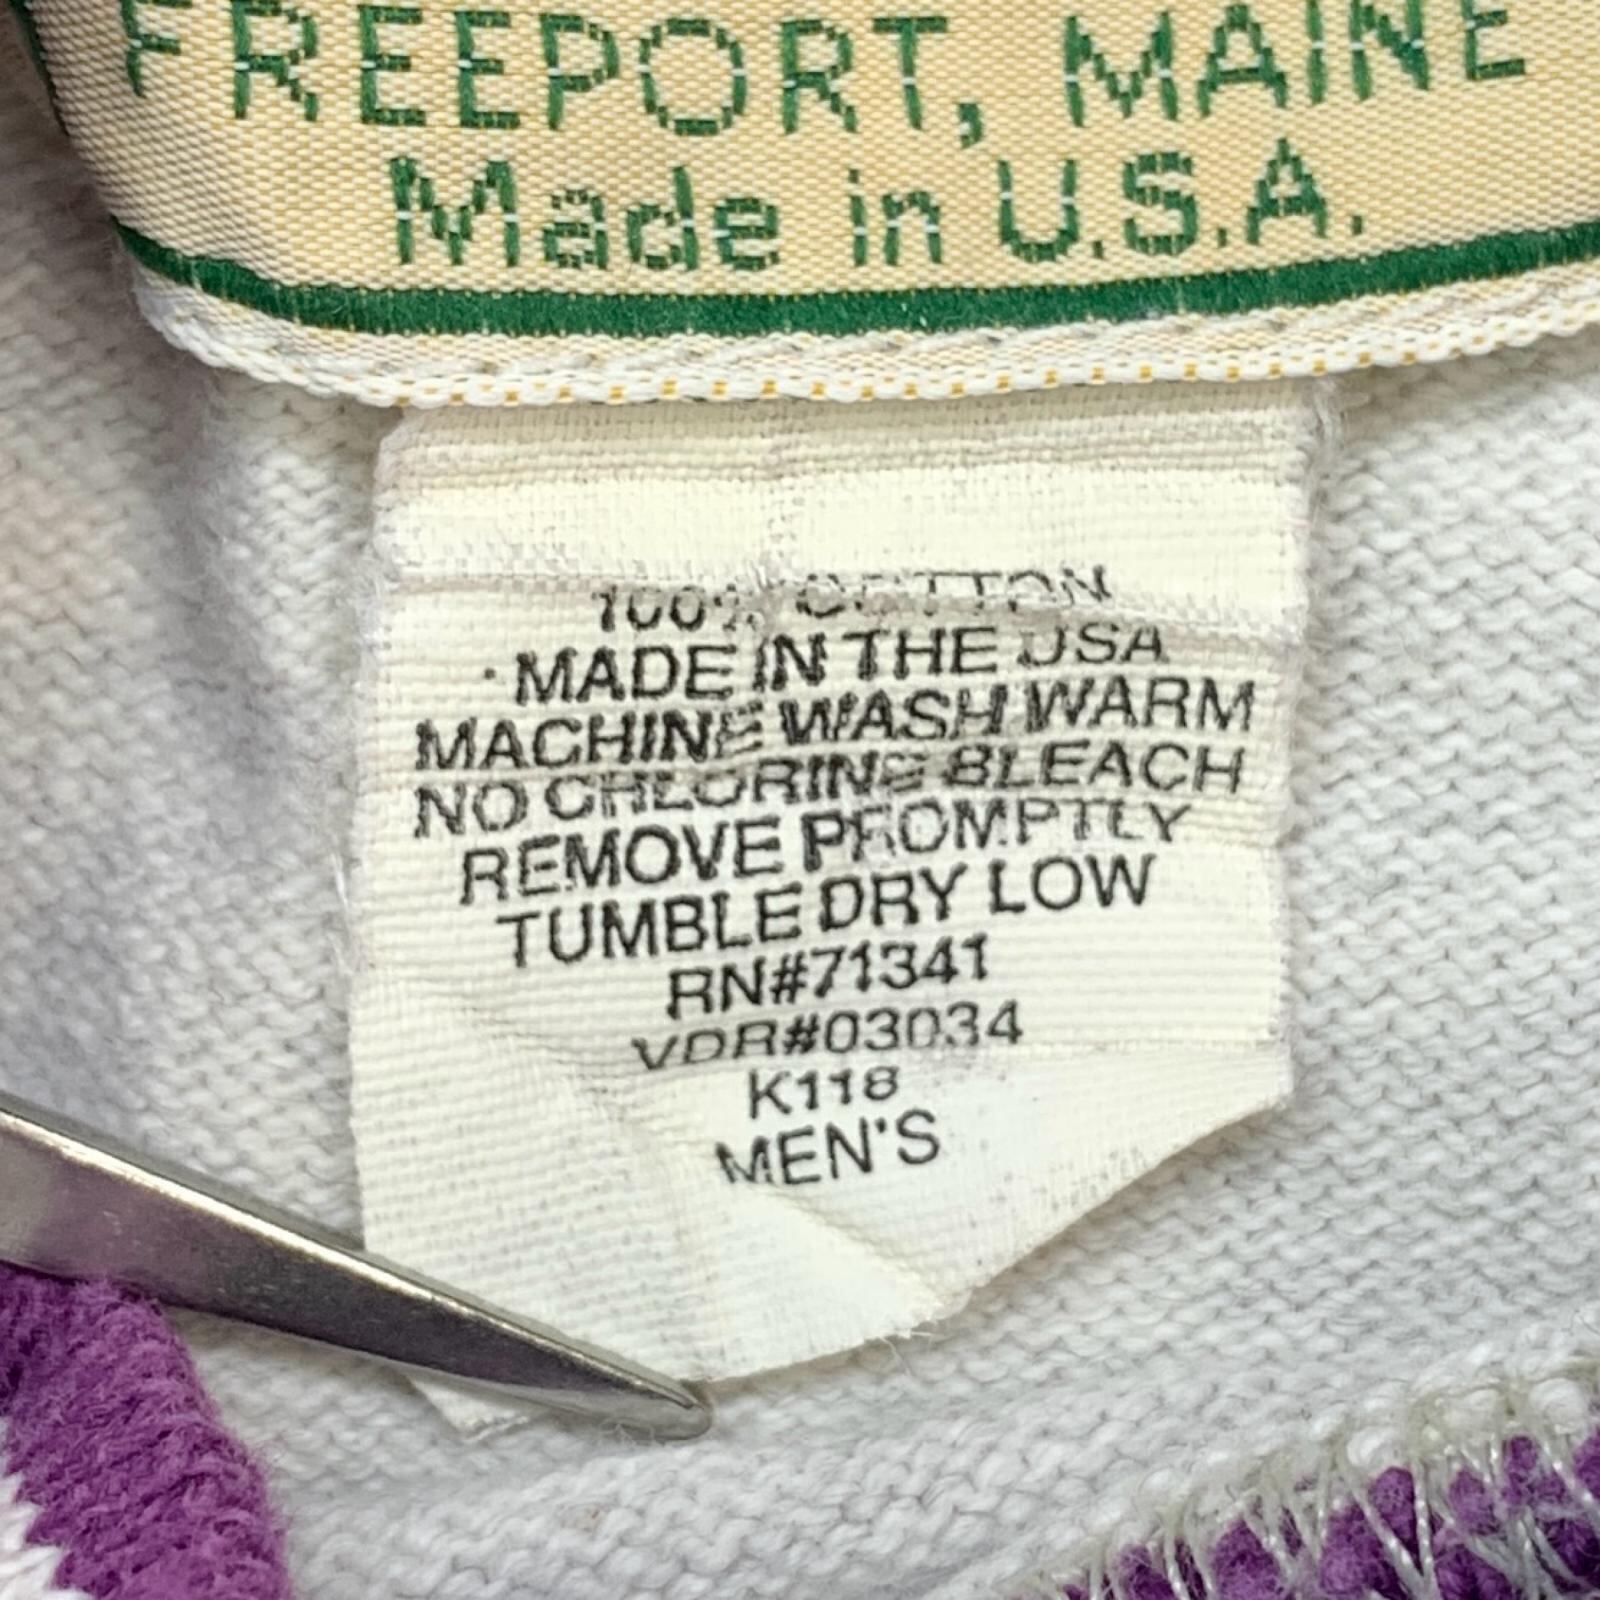 FREEPORT, MAINE
Made in U.S.A.
100% COTTON
MADE IN THE USA
MACHINE WASH WARM
NO CHLORINE BLEACH
REMOVE PROMPTLY
TUMBLE DRY LOW
RN#71341
VDR#03034
K118
MEN'S